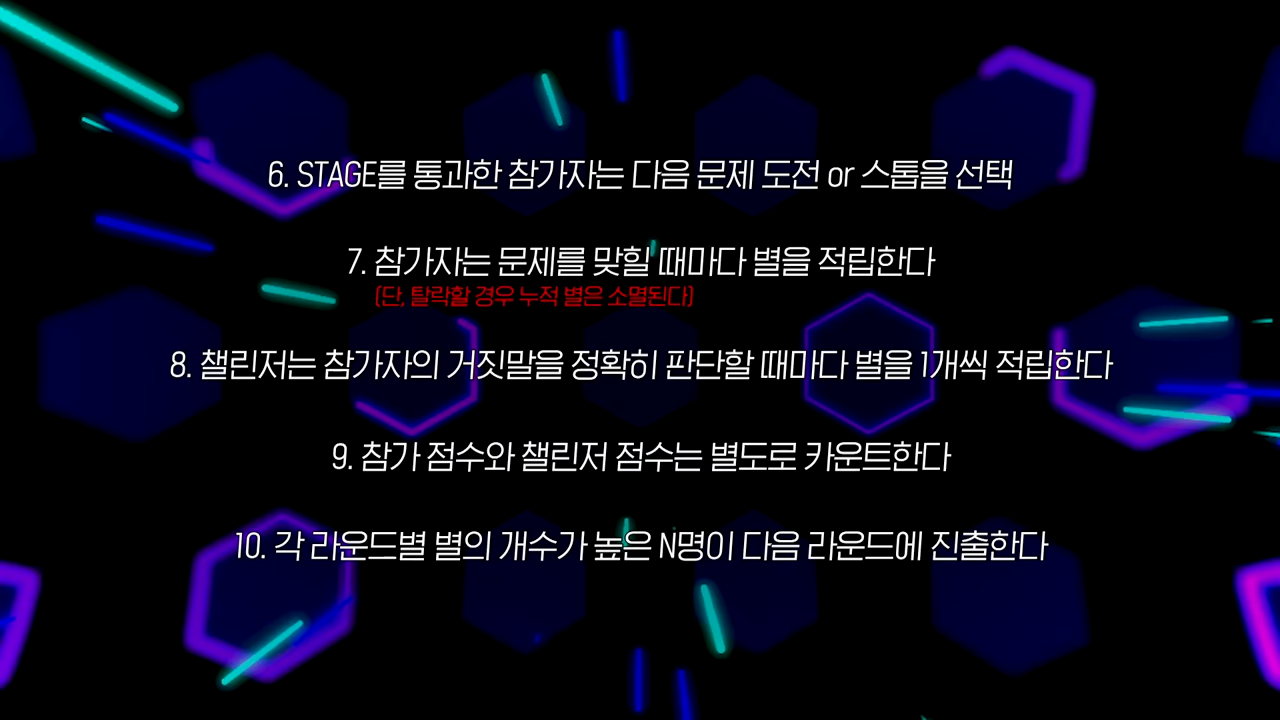 6. STAGE를 통과한 참가자는 다음 문제 도전 or 스톱을 선택
7. 참가자는 문제를 맞힐 때마다 별을 적립한다
(단, 탈락할 경우 누적 별은 소멸된다)
8. 챌린저는 참가자의 거짓말을 정확히 판단할 때마다 별을 1개씩 적립한다
9. 참가 점수와 챌린저 점수는 별도로 카운트한다
10. 각 라운드별 별의 개수가 높은 N명이 다음 라운드에 진출한다